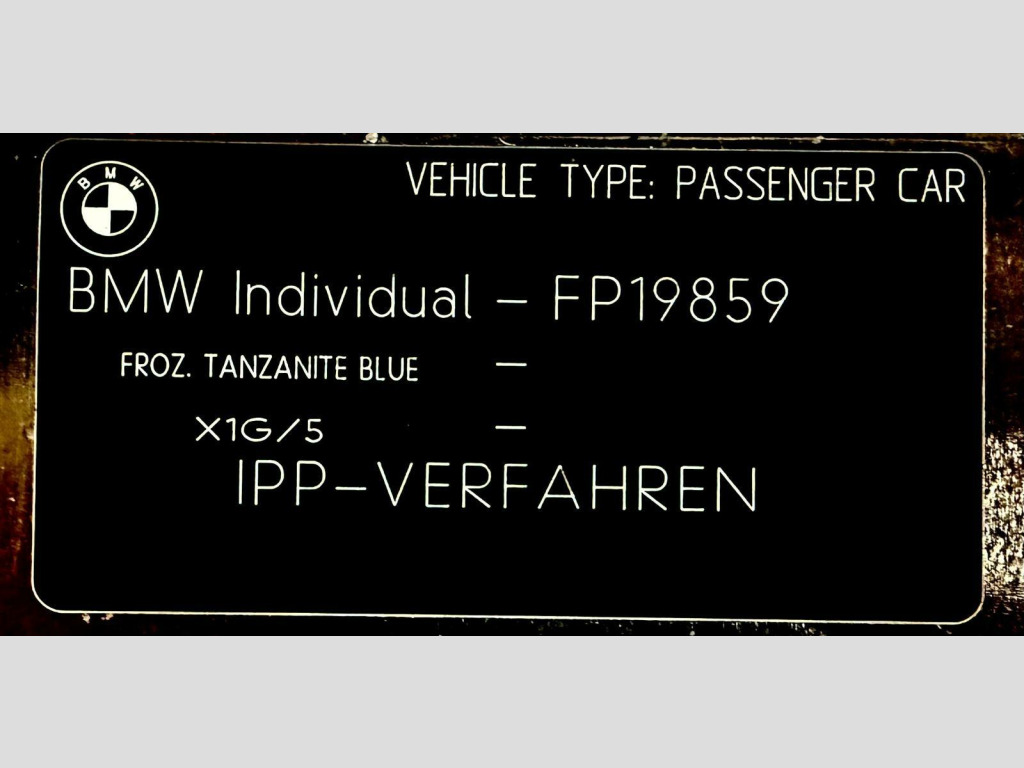 BMW
VEHICLE TYPE: PASSENGER CAR
BMW Individual – FP19859
FROZ. TANZANITE BLUE –
X1G/5 –
IPP–VERFAHREN